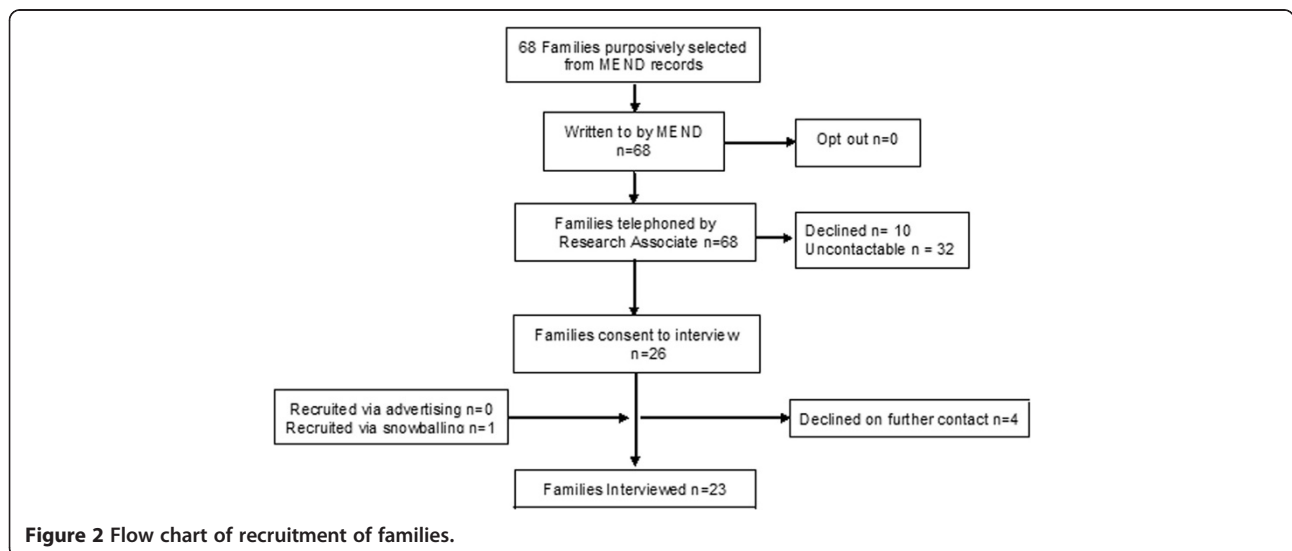 68 Families purposively selected
from MEND records
Written to by MEND
n=68
Opt out n=0
Families telephoned by
Research Associate n=68
Declined n= 10
Uncontactable n = 32
Families consent to interview
n=26
Recruited via advertising n=0
Recruited via snowballing n=1
Declined on further contact n=4
Families Interviewed n=23
Figure 2 Flow chart of recruitment of families.